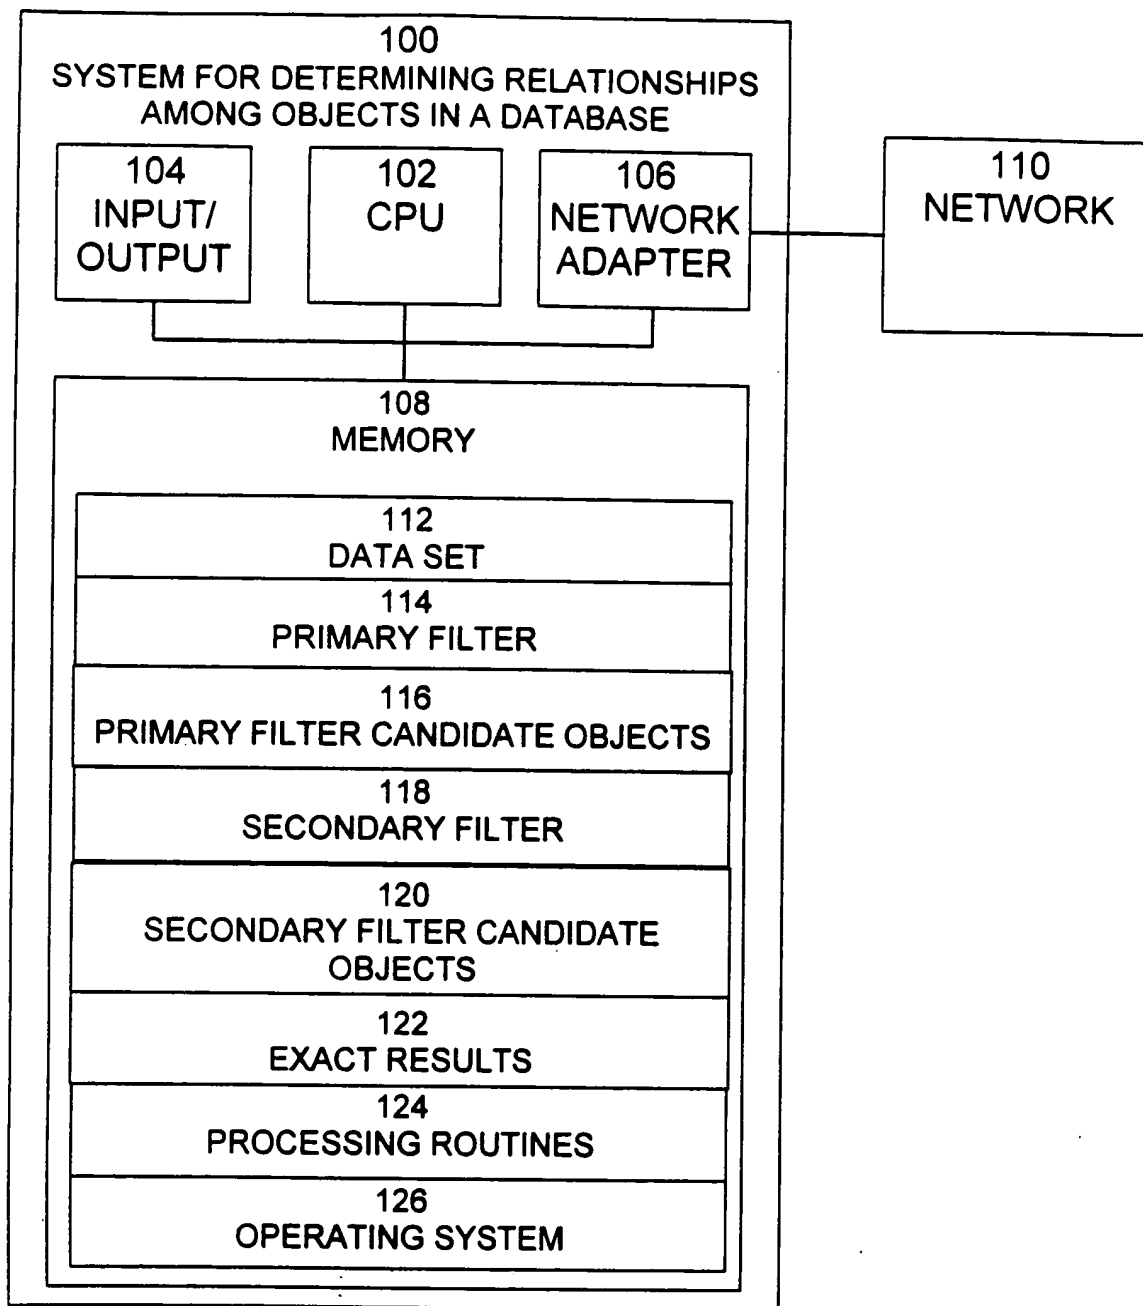 100
SYSTEM FOR DETERMINING RELATIONSHIPS
AMONG OBJECTS IN A DATABASE
104
INPUT/
OUTPUT
102
CPU
106
NETWORK
ADAPTER
110
NETWORK
108
MEMORY
112
DATA SET
114
PRIMARY FILTER
116
PRIMARY FILTER CANDIDATE OBJECTS
118
SECONDARY FILTER
120
SECONDARY FILTER CANDIDATE
OBJECTS
122
EXACT RESULTS
124
PROCESSING ROUTINES
126
OPERATING SYSTEM